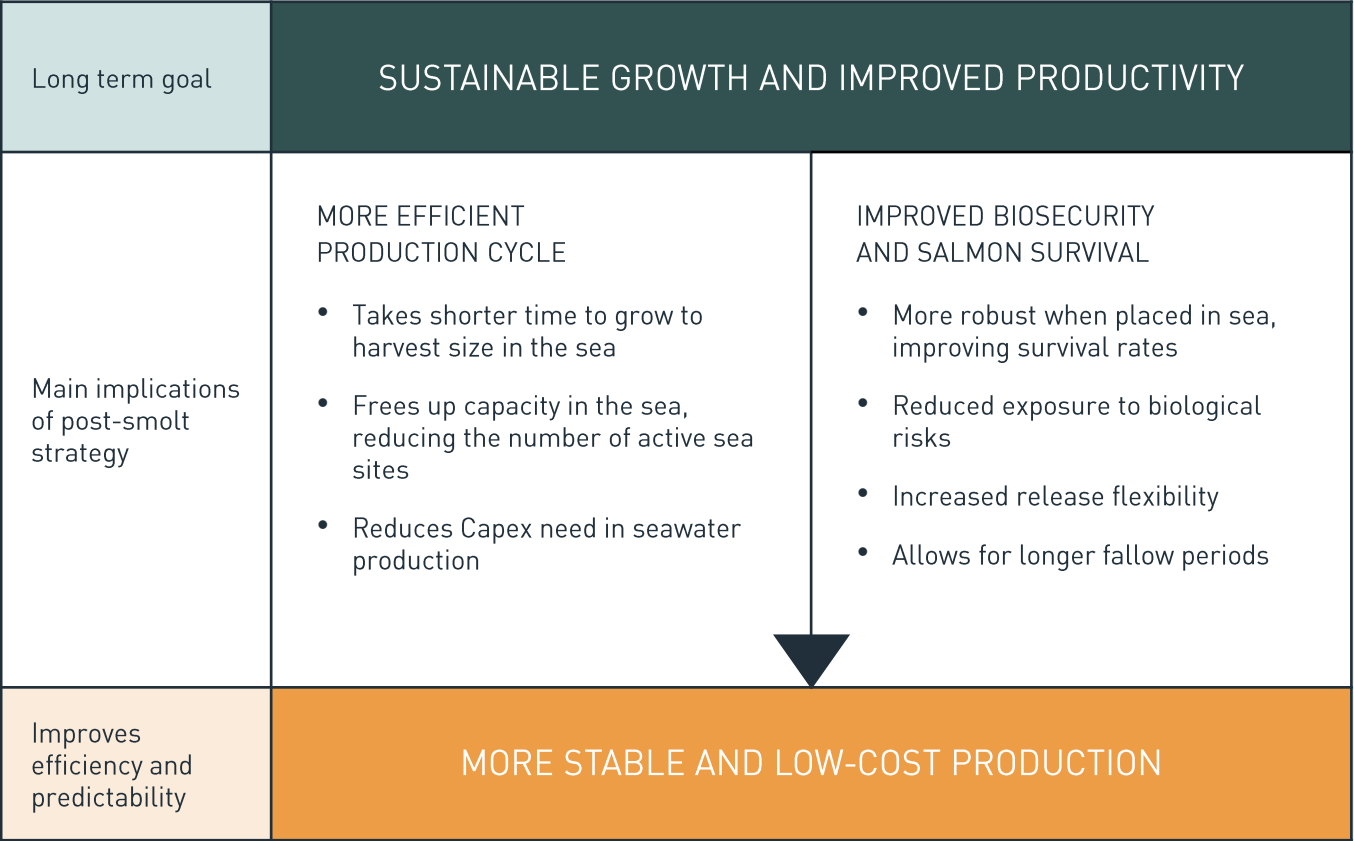 Long term goal
SUSTAINABLE GROWTH AND IMPROVED PRODUCTIVITY
Main implications
of post-smolt
strategy
MORE EFFICIENT
PRODUCTION CYCLE
• Takes shorter time to grow to
harvest size in the sea
• Frees up capacity in the sea,
reducing the number of active sea
sites
• Reduces Capex need in seawater
production
IMPROVED BIOSECURITY
AND SALMON SURVIVAL
• More robust when placed in sea,
improving survival rates
• Reduced exposure to biological
risks
• Increased release flexibility
• Allows for longer fallow periods
Improves
efficiency and
predictability
MORE STABLE AND LOW-COST PRODUCTION